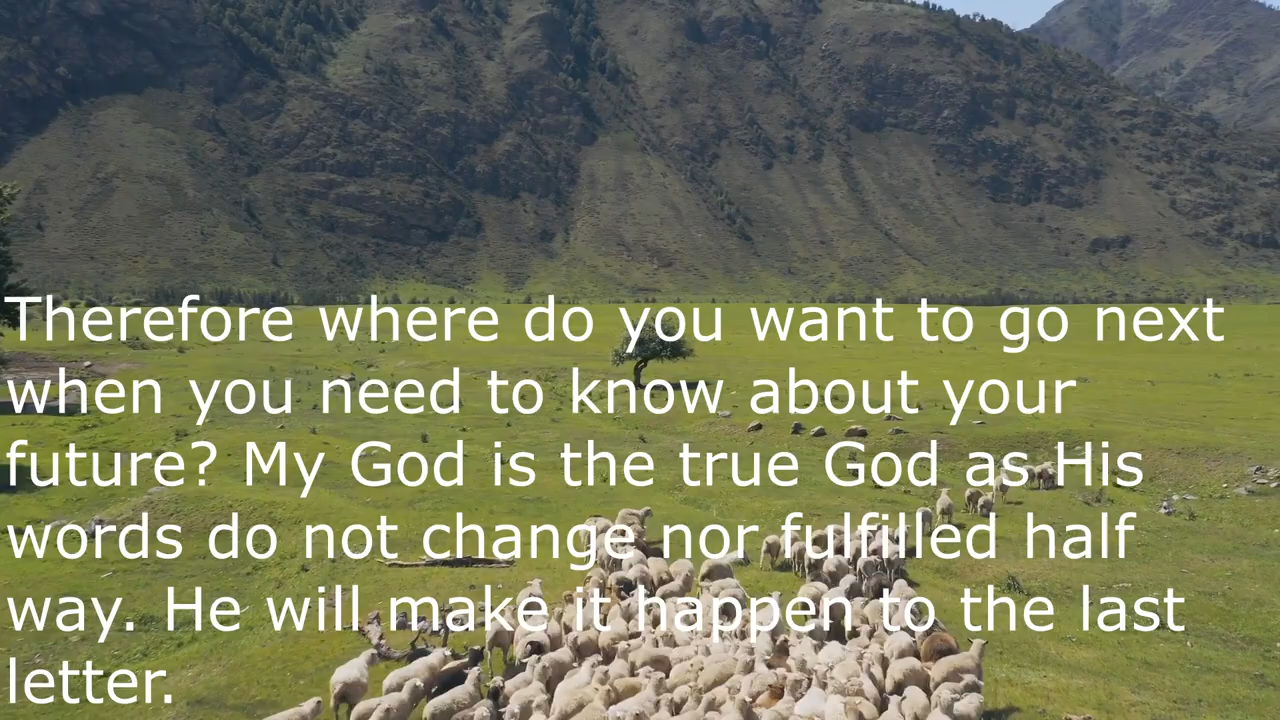 Therefore where do you want to go next
when you need to know about your
future? My God is the true God as His
words do not change nor fulfilled half
way. He will make it happen to the last
letter.